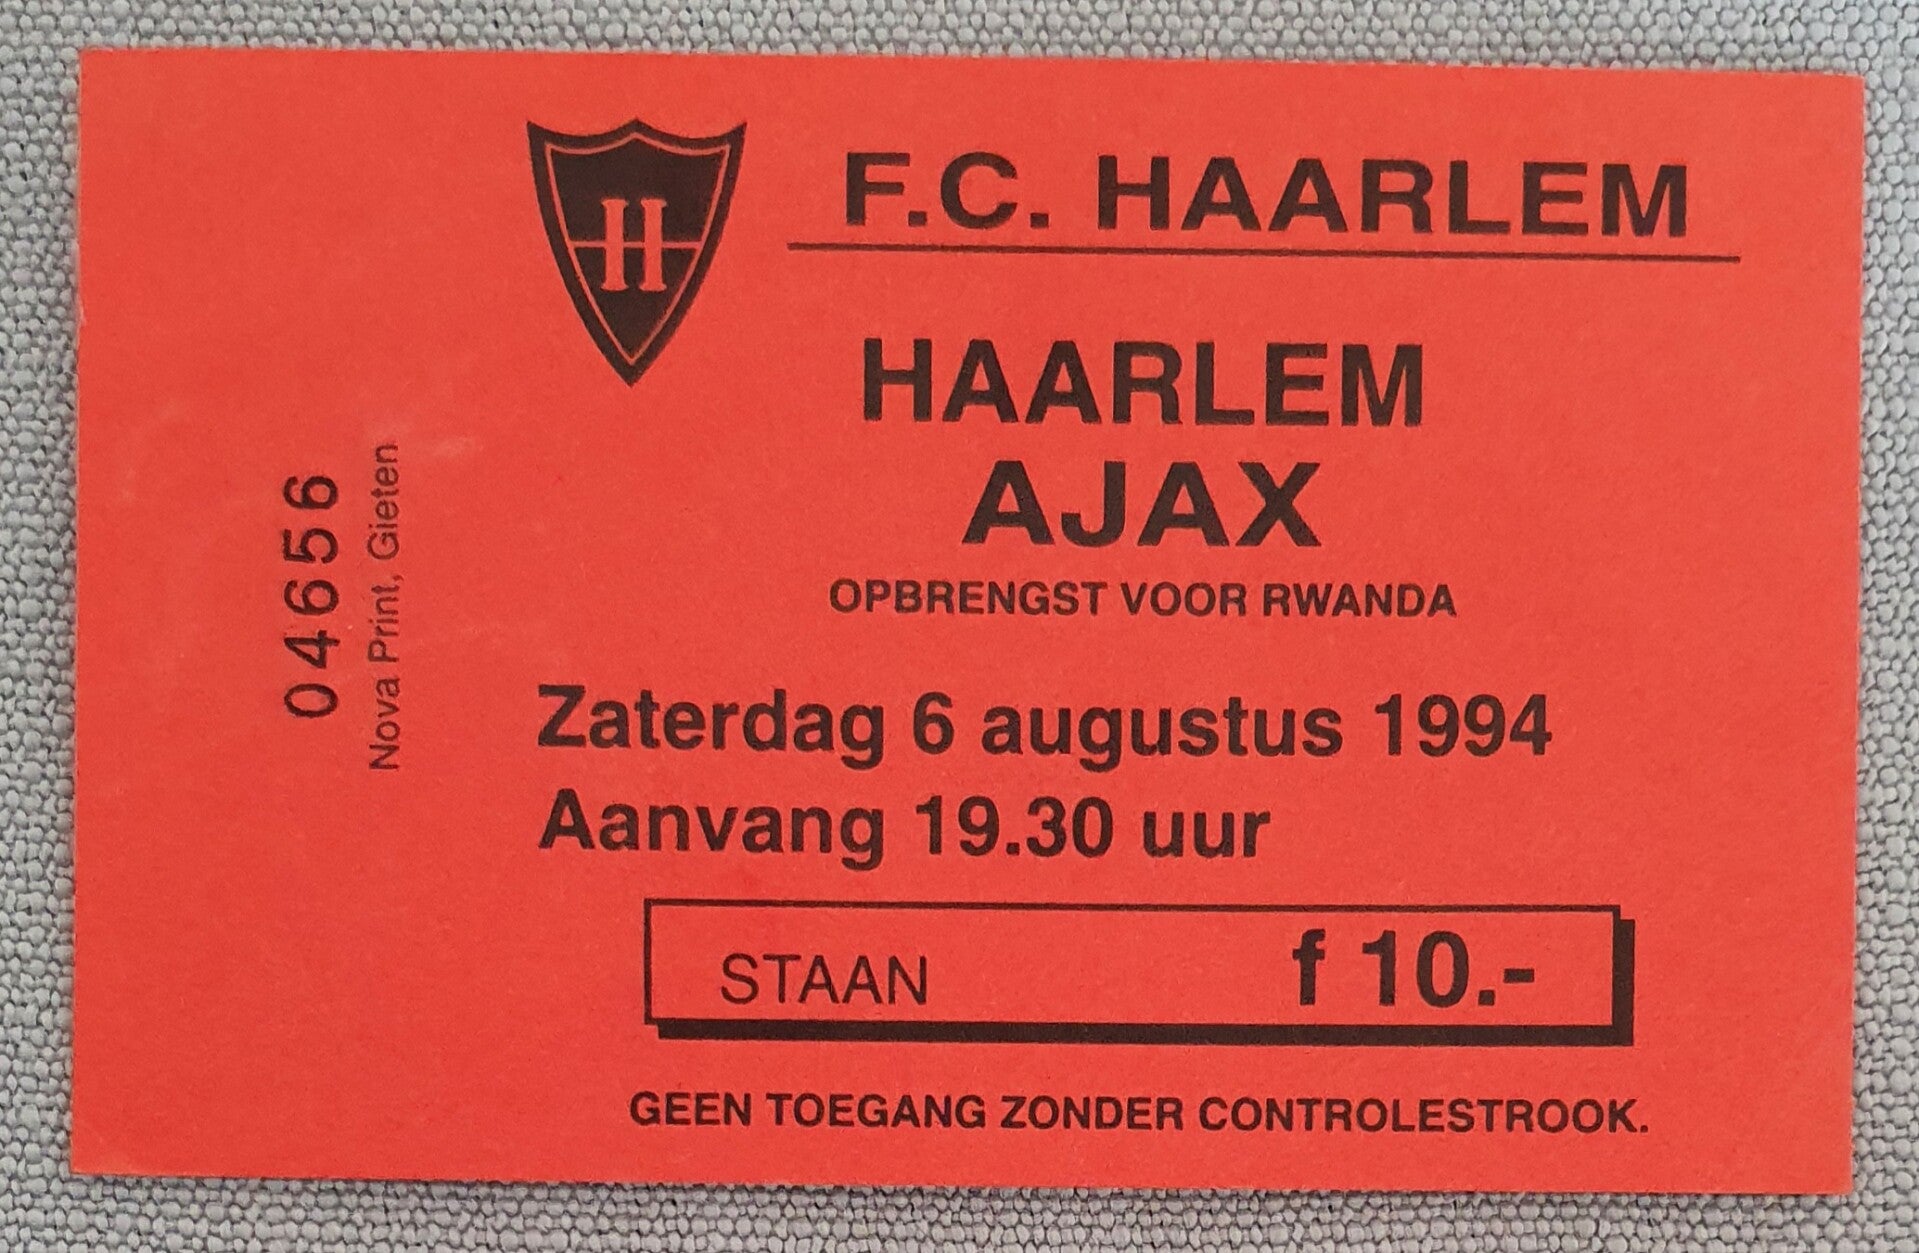 H
F.C. HAARLEM
HAARLEM
AJAX
OPBRENGST VOOR RWANDA
Zaterdag 6 augustus 1994
Aanvang 19.30 uur
STAAN f 10.-
GEEN TOEGANG ZONDER CONTROLESTROOK.
04656
Nova Print, Gieten